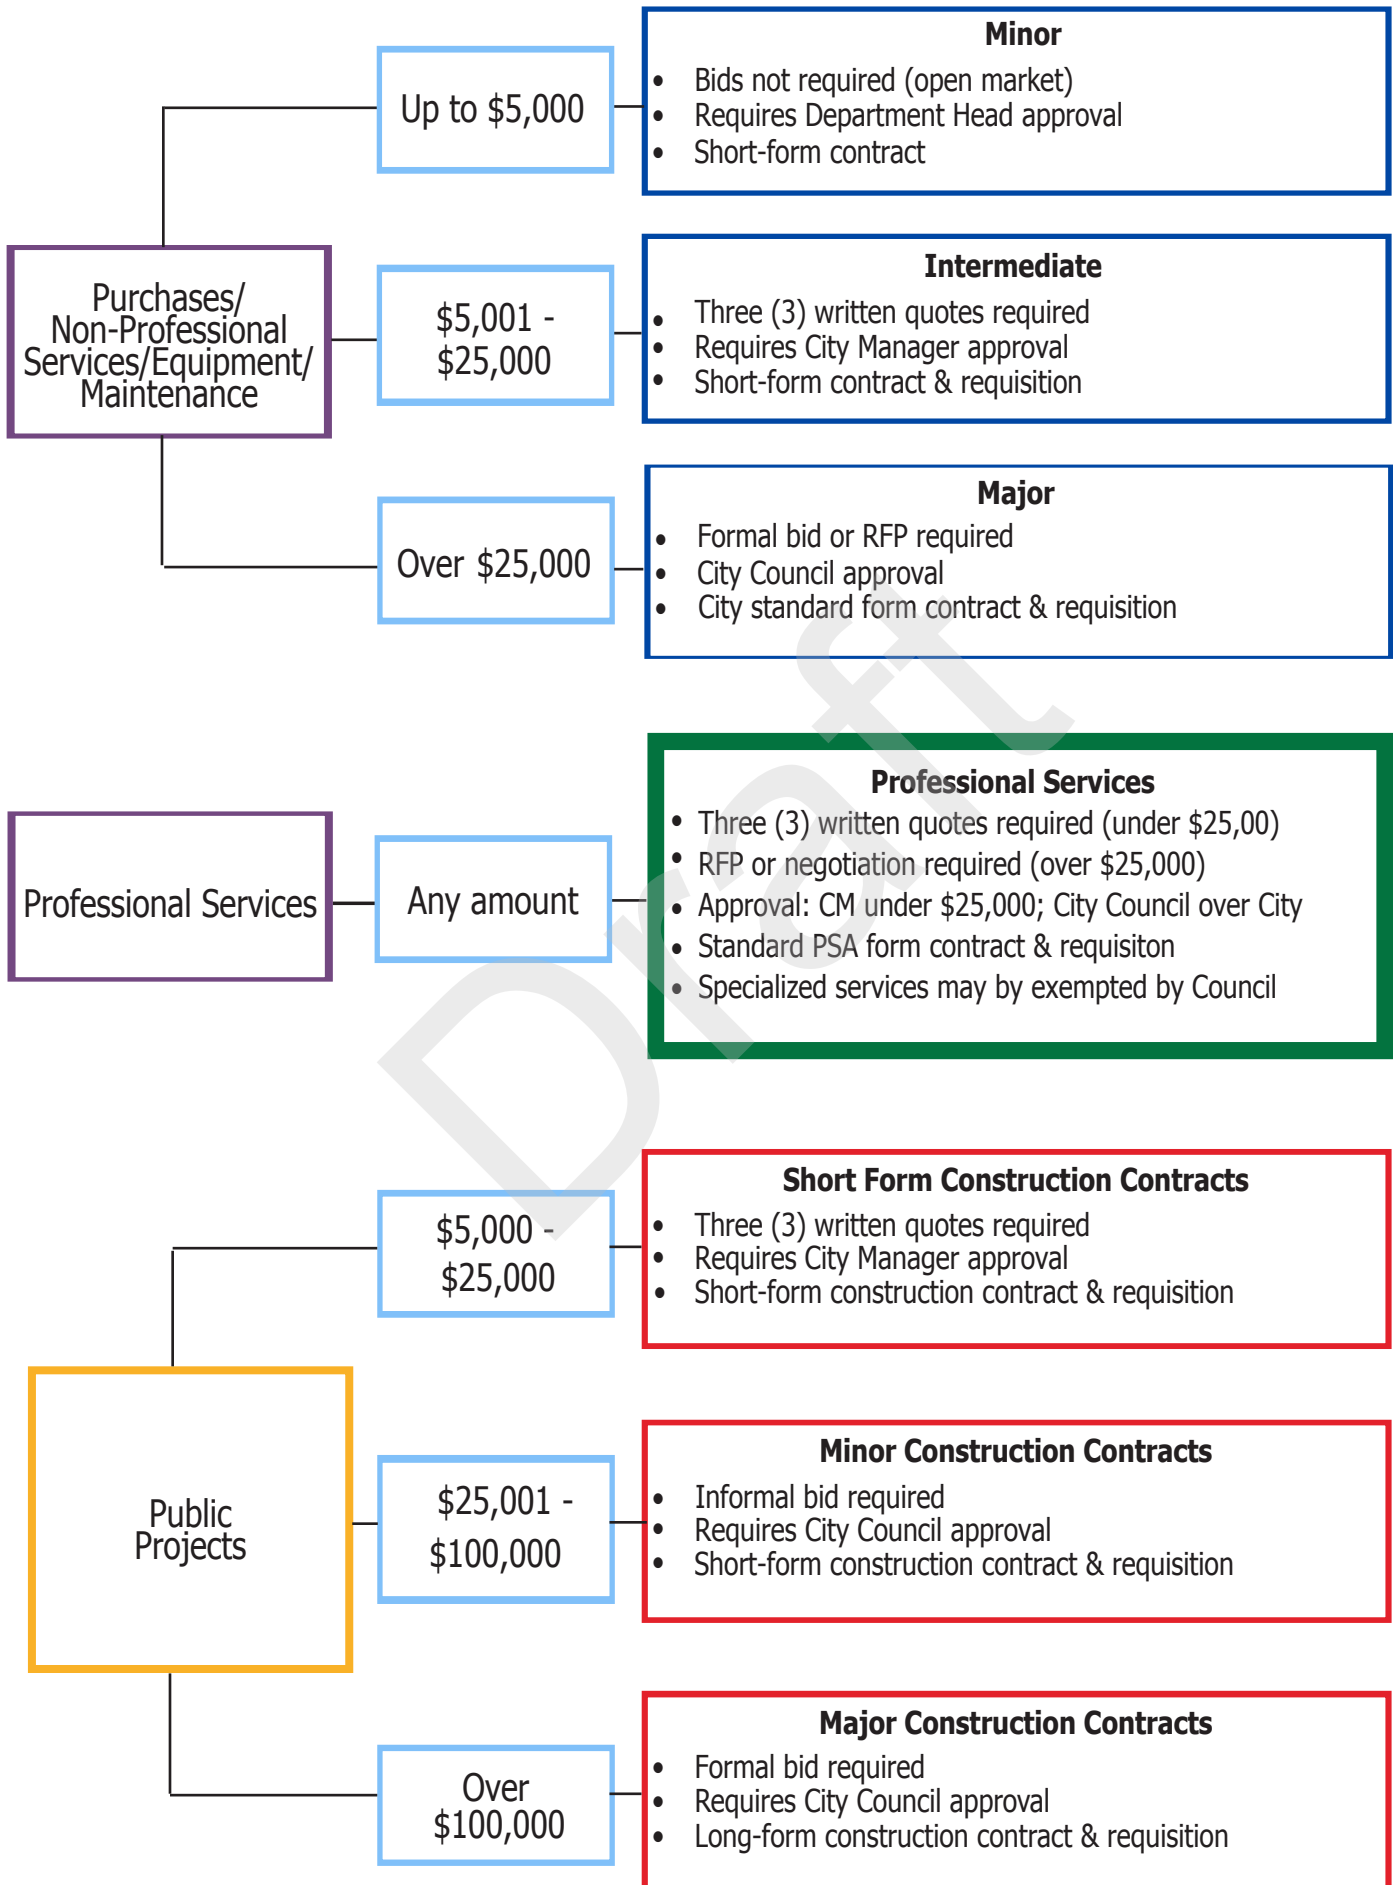 Minor
Up to $5,000
• Bids not required (open market)
• Requires Department Head approval
• Short-form contract
Purchases/
Non-Professional
Services/Equipment/
Maintenance
$5,001 -
$25,000
Intermediate
• Three (3) written quotes required
• Requires City Manager approval
• Short-form contract & requisition
Over $25,000
Major
• Formal bid or RFP required
• City Council approval
• City standard form contract & requisition
Professional Services
Any amount
Professional Services
• Three (3) written quotes required (under $25,00)
• RFP or negotiation required (over $25,000)
• Approval: CM under $25,000; City Council over City
• Standard PSA form contract & requisiton
• Specialized services may by exempted by Council
Draft
Public
Projects
$5,000 -
$25,000
Short Form Construction Contracts
• Three (3) written quotes required
• Requires City Manager approval
• Short-form construction contract & requisition
$25,001 -
$100,000
Minor Construction Contracts
• Informal bid required
• Requires City Council approval
• Short-form construction contract & requisition
Over
$100,000
Major Construction Contracts
• Formal bid required
• Requires City Council approval
• Long-form construction contract & requisition